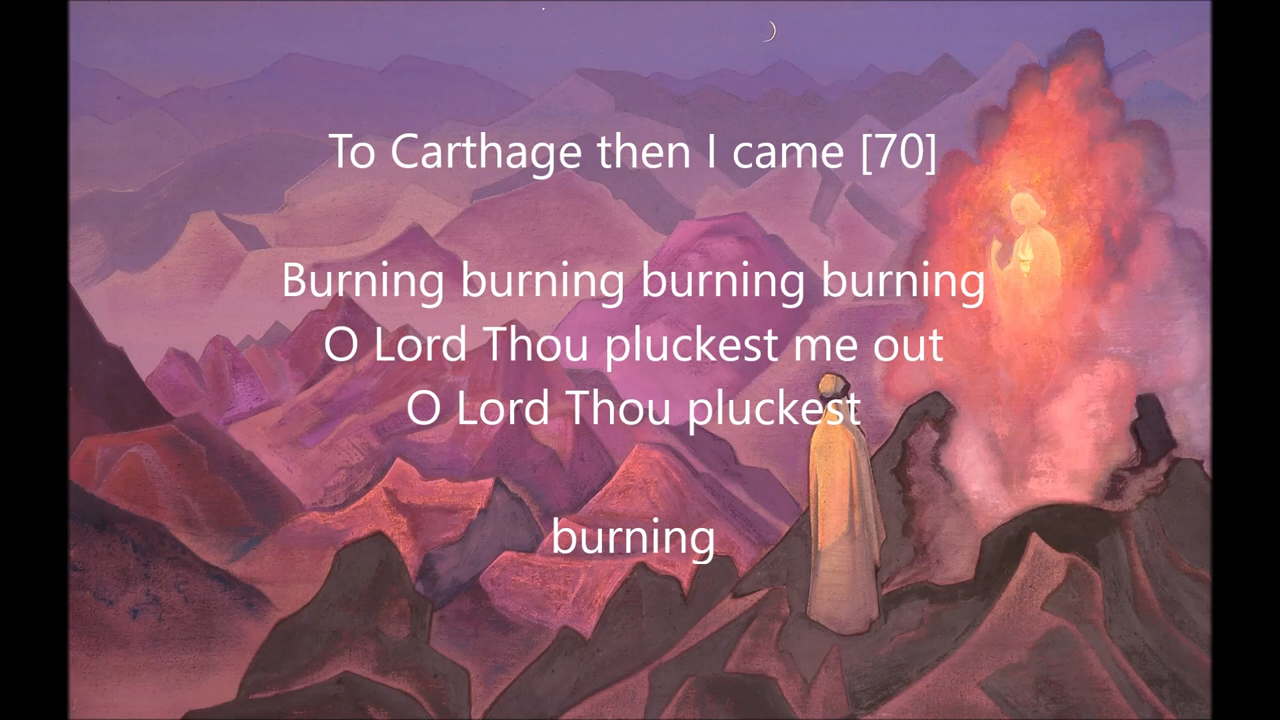 To Carthage then I came [70]
Burning burning burning burning
O Lord Thou pluckest me out
O Lord Thou pluckest
burning